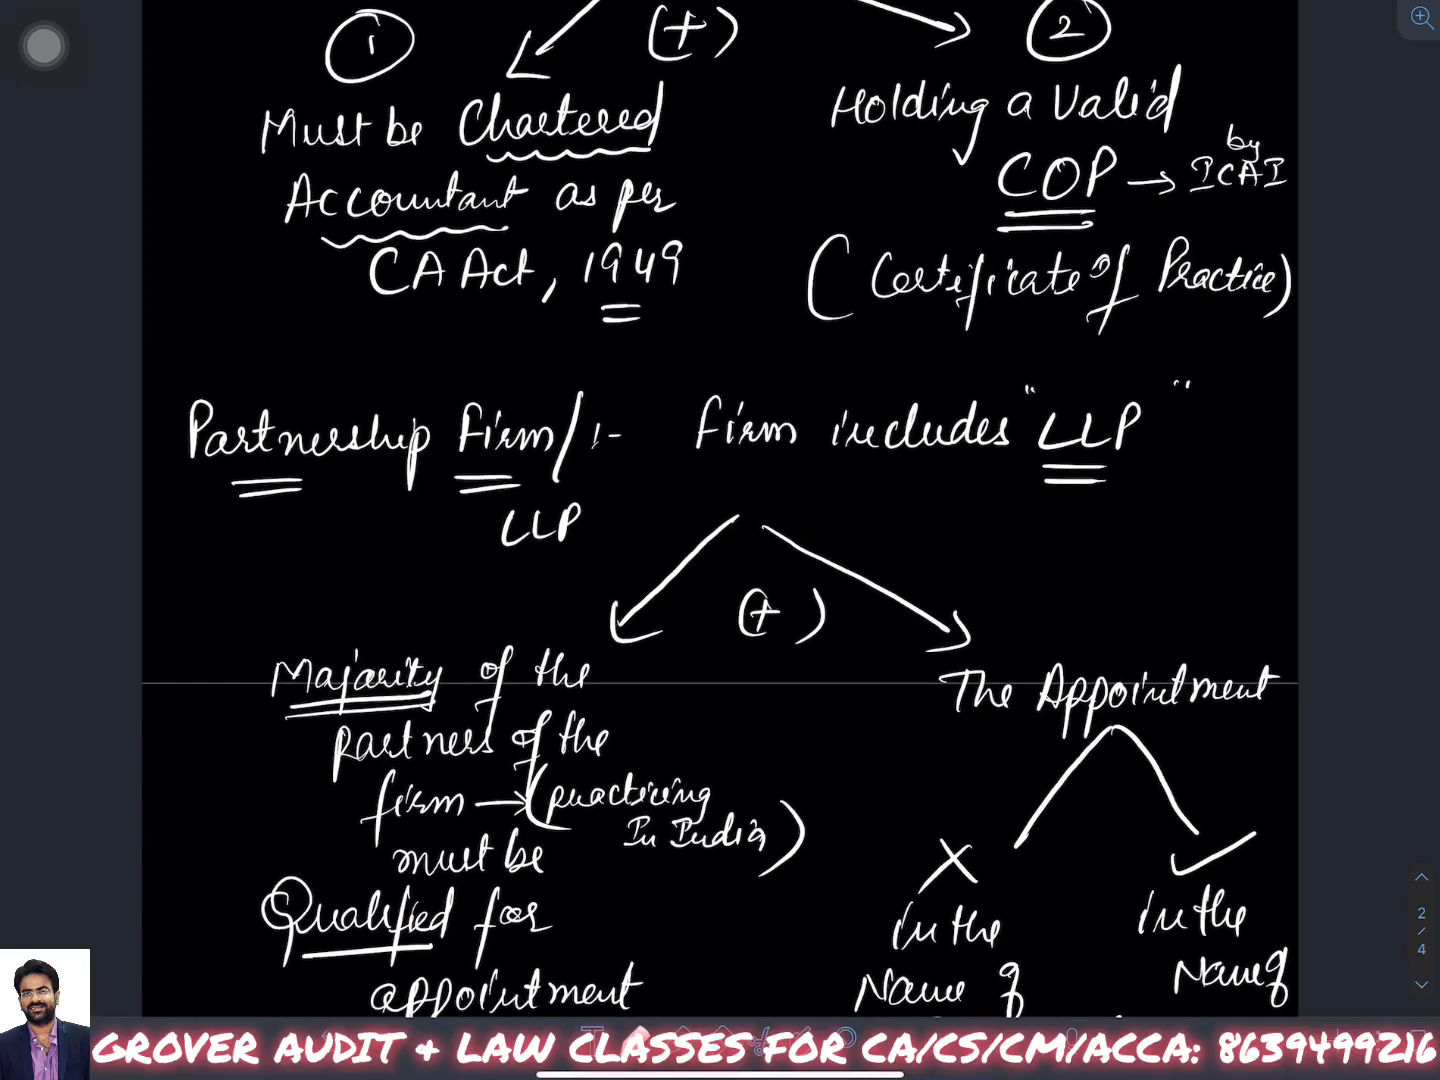 1
(+)
2
Must be Chartered
Accountant as per
CA Act, 1949
Holding a Valid
COP → by ICAI
(Certificate of Practice)
Partnership Firm/ :- Firm includes "LLP"
LLP
(+)
Majority of the
partners of the
firm → (practicing
In India)
must be
Qualified for
appointment
The Appointment
X
in the
Name of
in the
Name of
2
/
4
GROVER AUDIT & LAW CLASSES FOR CA/CS/CM/ACCA: 8639499216